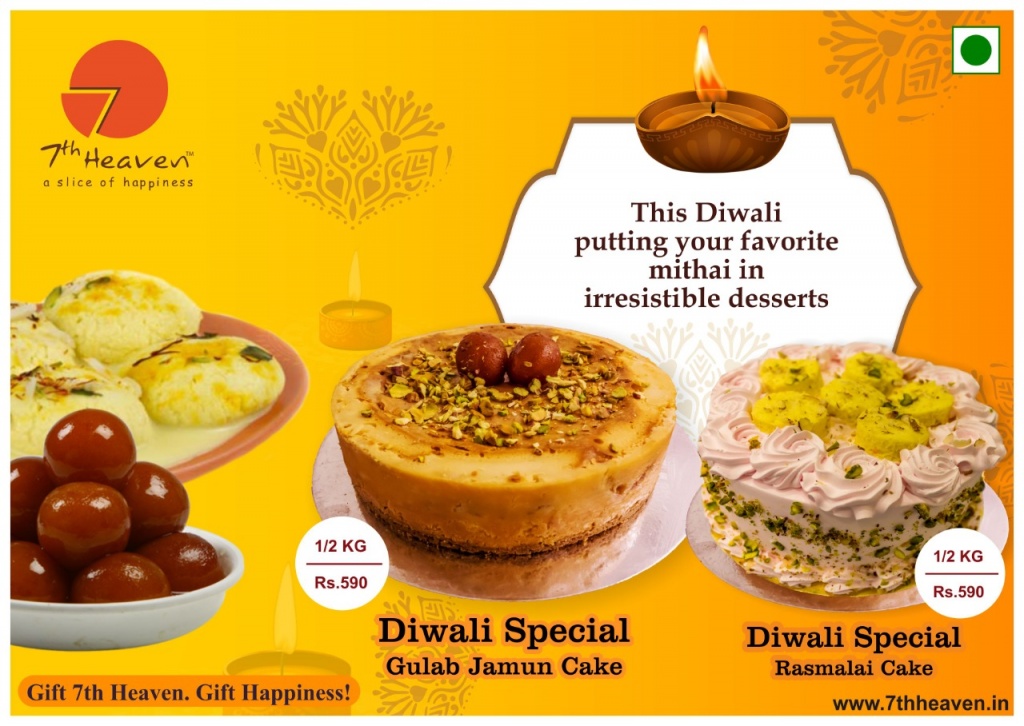 7th Heaven™
a slice of happiness
This Diwali
putting your favorite
mithai in
irresistible desserts
1/2 KG
Rs.590
1/2 KG
Rs.590
Diwali Special
Gulab Jamun Cake
Diwali Special
Rasmalai Cake
Gift 7th Heaven. Gift Happiness!
www.7thheaven.in